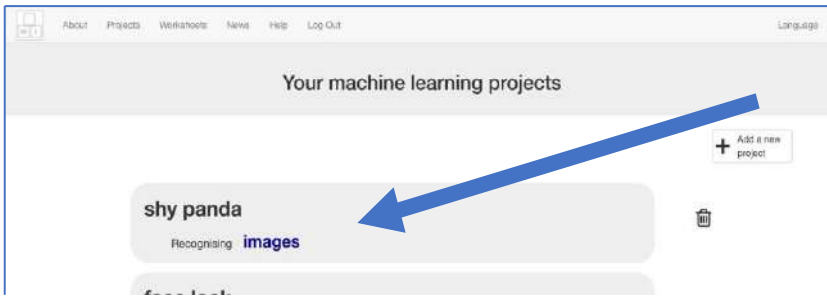 About Projects Worksheets News Help Log Out Language
Your machine learning projects
+ Add a new
project
shy panda
Recognising images